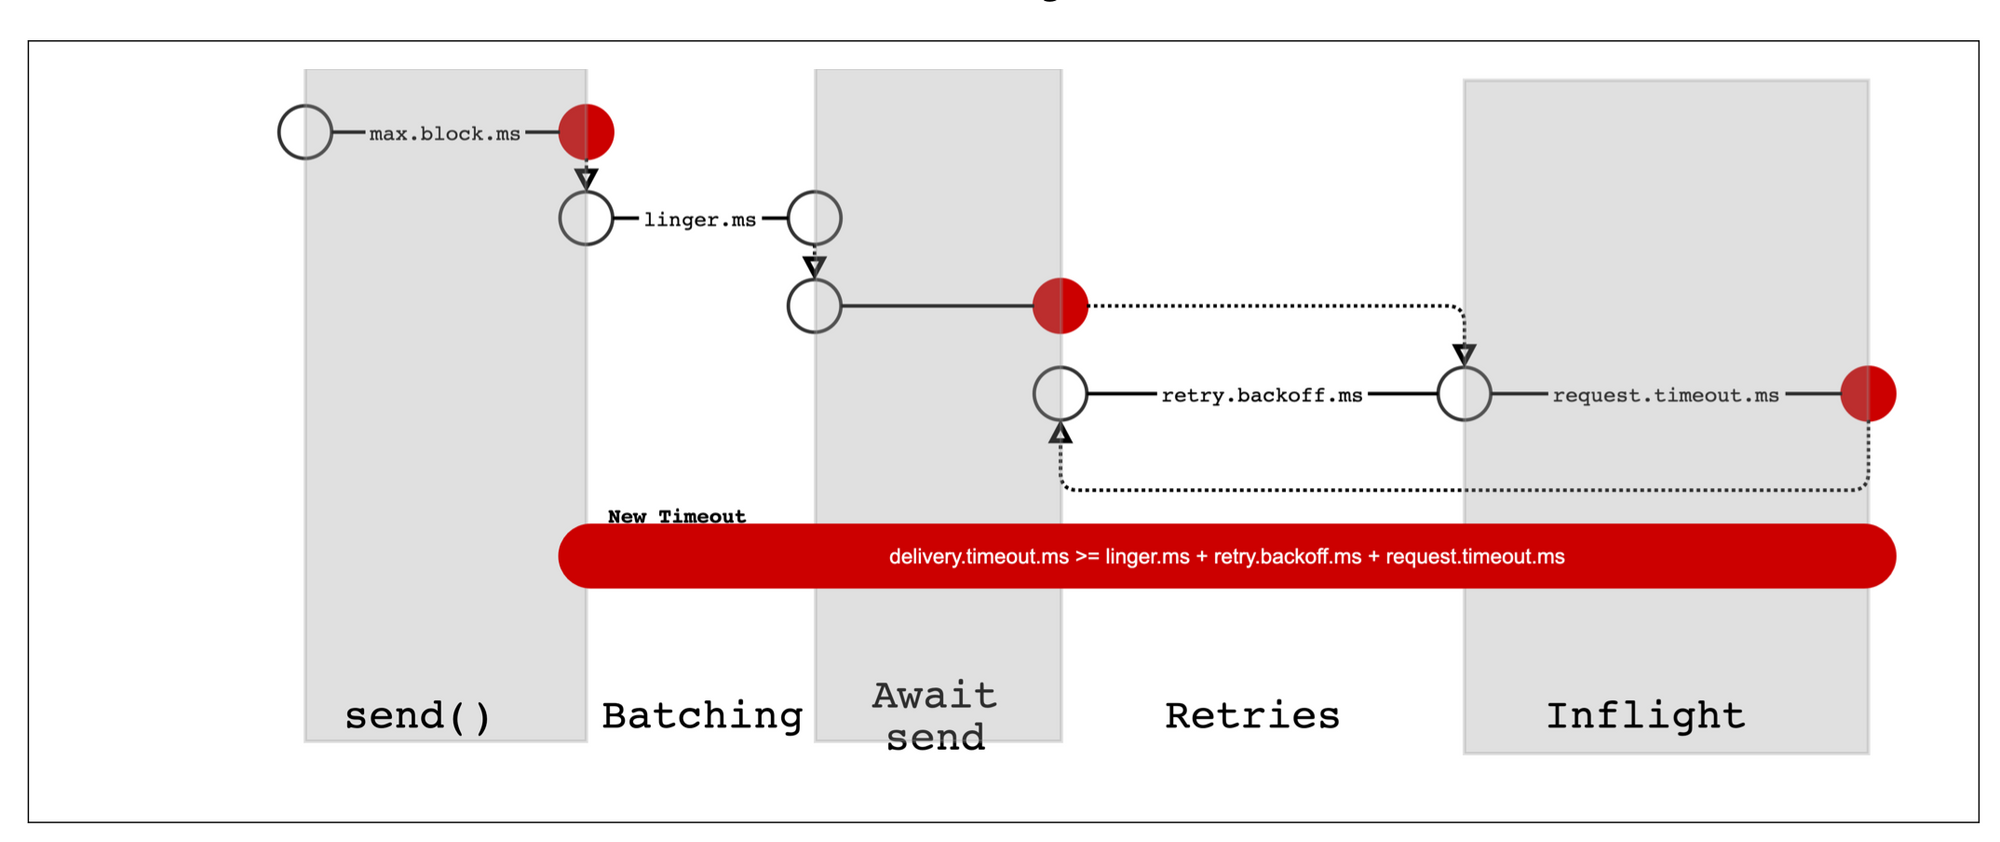 max.block.ms
linger.ms
retry.backoff.ms
request.timeout.ms
New Timeout
delivery.timeout.ms >= linger.ms + retry.backoff.ms + request.timeout.ms
send()
Batching
Await
send
Retries
Inflight